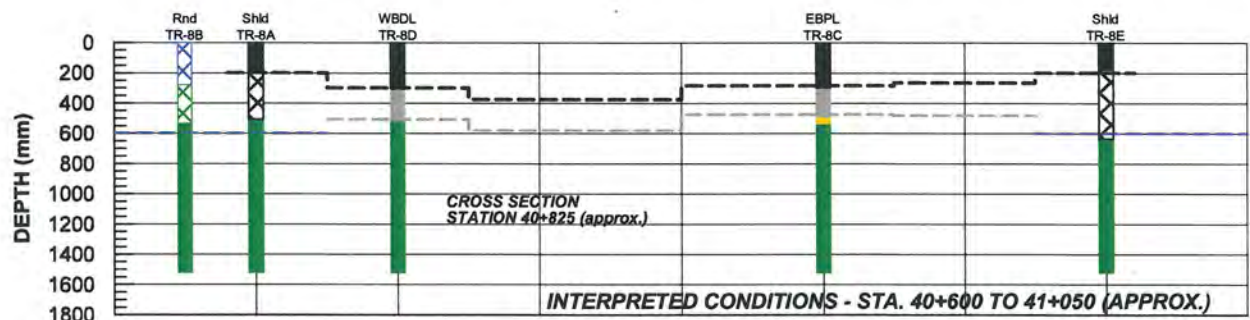 Rnd
TR-8B
Shld
TR-8A
WBDL
TR-8D
EBPL
TR-8C
Shld
TR-8E
DEPTH (mm)
0
200
400
600
800
1000
1200
1400
1600
1800
CROSS SECTION
STATION 40+825 (approx.)
INTERPRETED CONDITIONS - STA. 40+600 TO 41+050 (APPROX.)